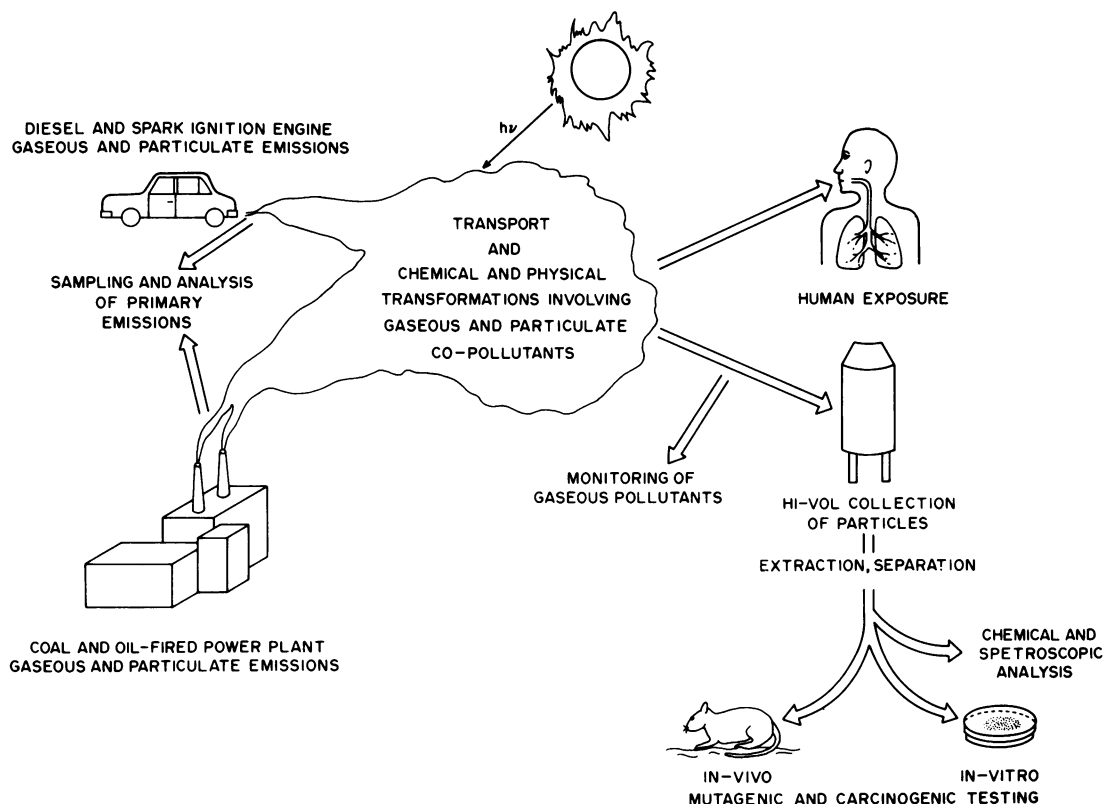 DIESEL AND SPARK IGNITION ENGINE
GASEOUS AND PARTICULATE EMISSIONS
hν
SAMPLING AND ANALYSIS
OF PRIMARY
EMISSIONS
TRANSPORT
AND
CHEMICAL AND PHYSICAL
TRANSFORMATIONS INVOLVING
GASEOUS AND PARTICULATE
CO-POLLUTANTS
HUMAN EXPOSURE
MONITORING OF
GASEOUS POLLUTANTS
HI-VOL COLLECTION
OF PARTICLES
EXTRACTION, SEPARATION
COAL AND OIL-FIRED POWER PLANT
GASEOUS AND PARTICULATE EMISSIONS
CHEMICAL AND
SPETROSCOPIC
ANALYSIS
IN-VIVO
IN-VITRO
MUTAGENIC AND CARCINOGENIC TESTING